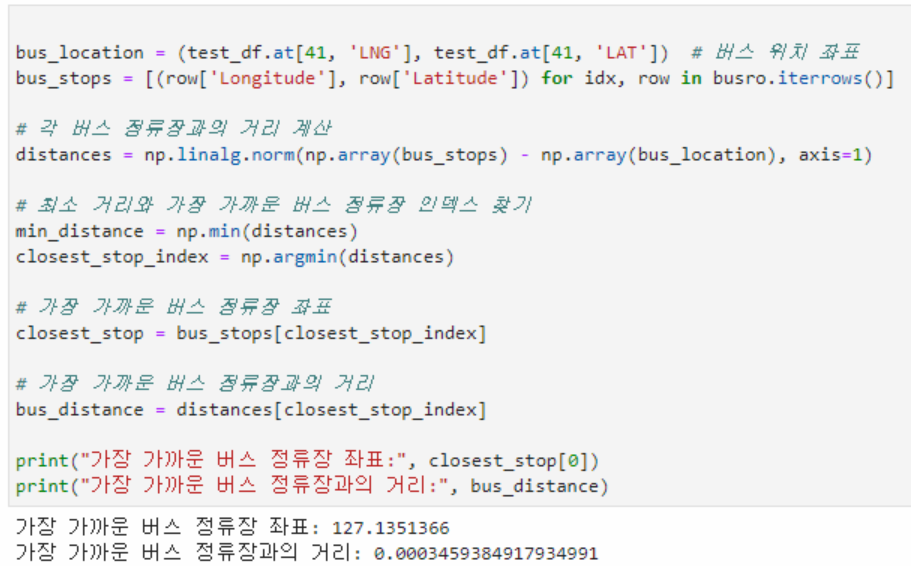 bus_location = (test_df.at[41, 'LNG'], test_df.at[41, 'LAT'])  # 버스 위치 좌표
bus_stops = [(row['Longitude'], row['Latitude']) for idx, row in busro.iterrows()]
# 각 버스 정류장과의 거리 계산
distances = np.linalg.norm(np.array(bus_stops) - np.array(bus_location), axis=1)
# 최소 거리와 가장 가까운 버스 정류장 인덱스 찾기
min_distance = np.min(distances)
closest_stop_index = np.argmin(distances)
# 가장 가까운 버스 정류장 좌표
closest_stop = bus_stops[closest_stop_index]
# 가장 가까운 버스 정류장과의 거리
bus_distance = distances[closest_stop_index]
print("가장 가까운 버스 정류장 좌표:", closest_stop[0])
print("가장 가까운 버스 정류장과의 거리:", bus_distance)
가장 가까운 버스 정류장 좌표: 127.1351366
가장 가까운 버스 정류장과의 거리: 0.0003459384917934991